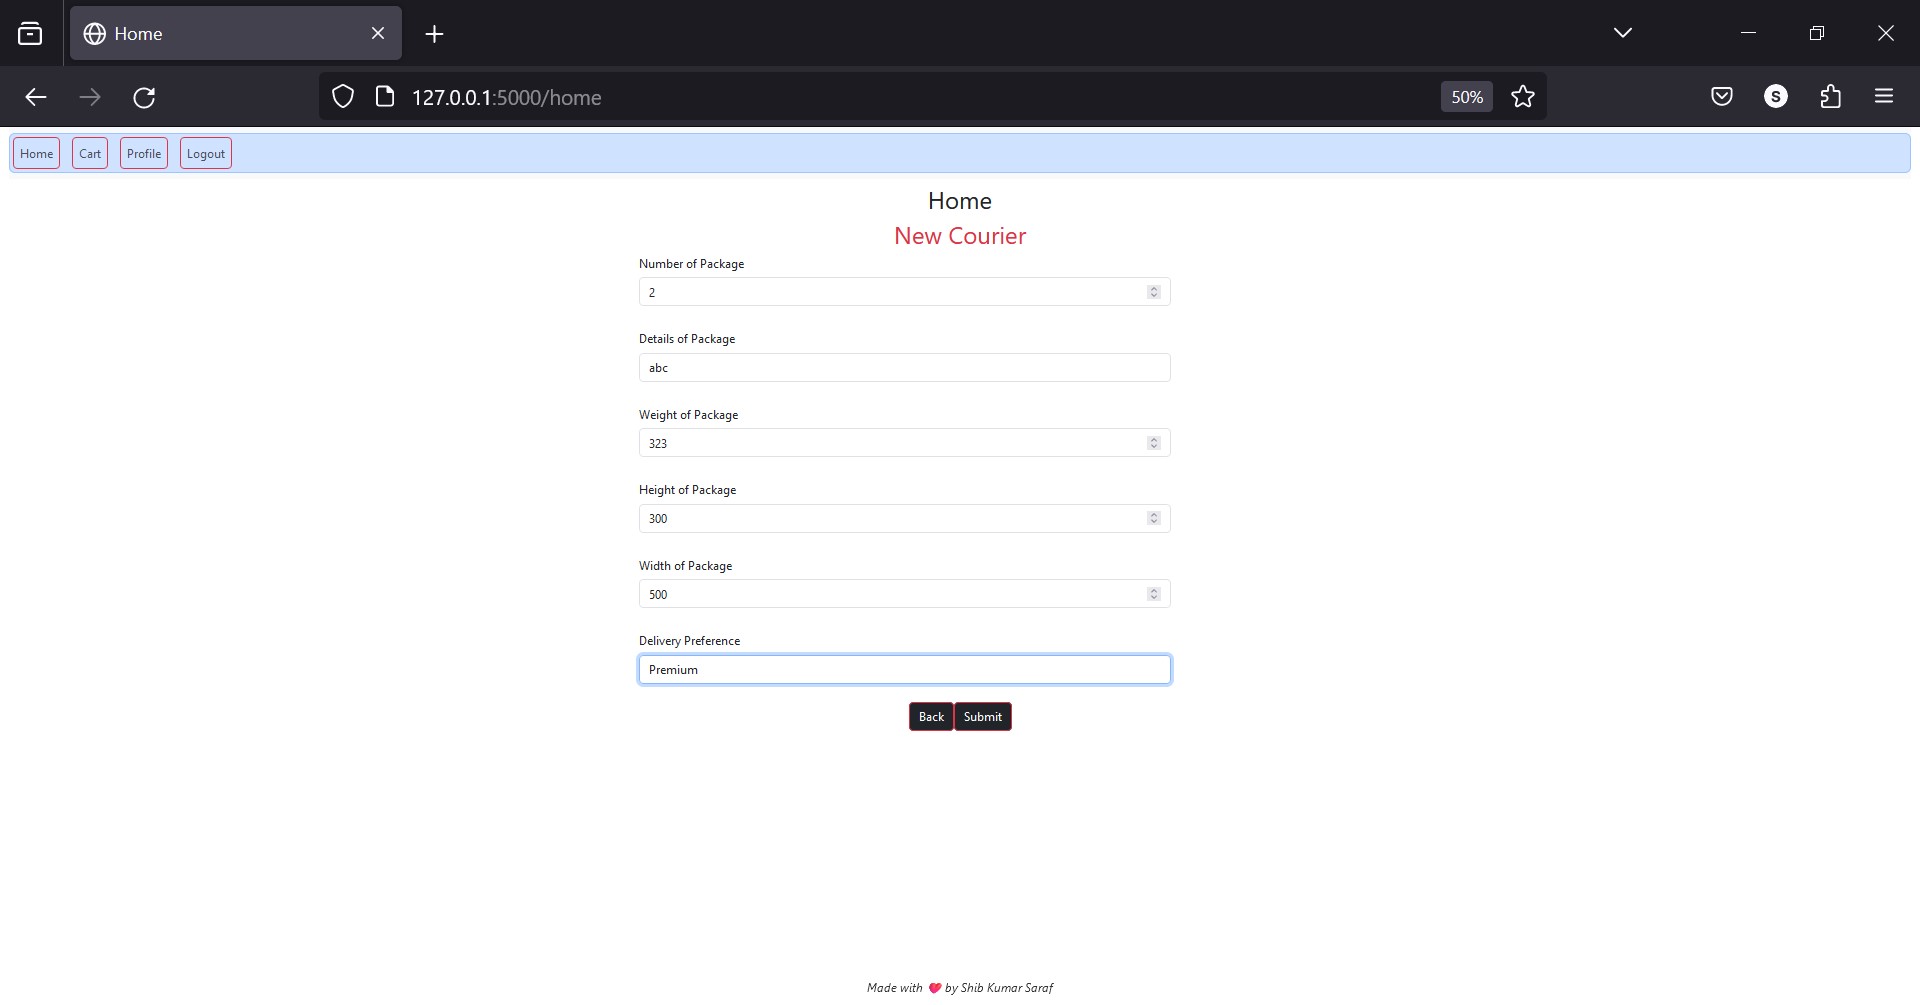 Home
127.0.0.1:5000/home 50% S
Home Cart Profile Logout
Home
New Courier
Number of Package
2
Details of Package
abc
Weight of Package
323
Height of Package
300
Width of Package
500
Delivery Preference
Premium
Back Submit
Made with ❤️ by Shib Kumar Saraf